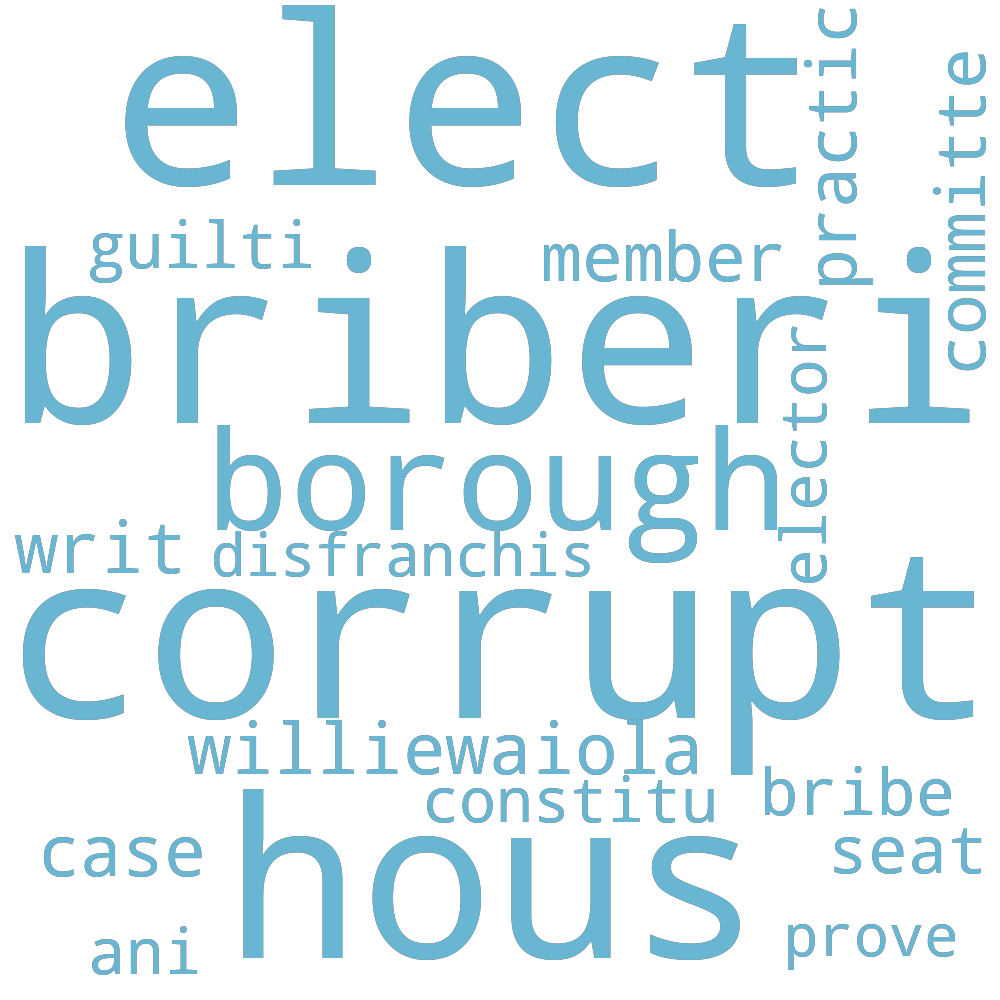 elect
practic
committe
guilti
member
briberi
elector
borough
writ
disfranchis
corrupt
williewaiola
constitu
bribe
case
hous
seat
ani
prove